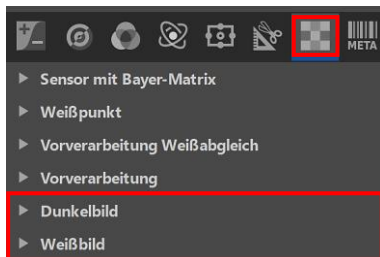 META
Sensor mit Bayer-Matrix
Weißpunkt
Vorverarbeitung Weißabgleich
Vorverarbeitung
Dunkelbild
Weißbild